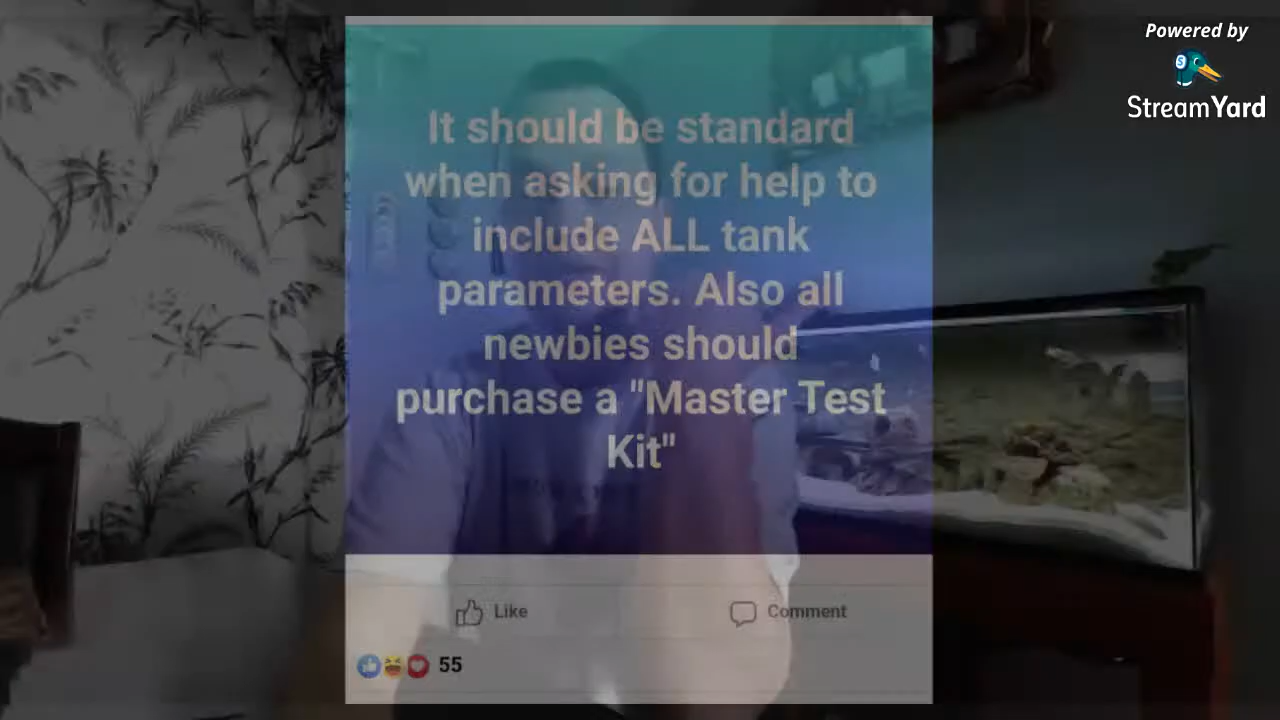 Powered by
StreamYard
It should be standard
when asking for help to
include ALL tank
parameters. Also all
newbies should
purchase a "Master Test
Kit"
Like
Comment
55